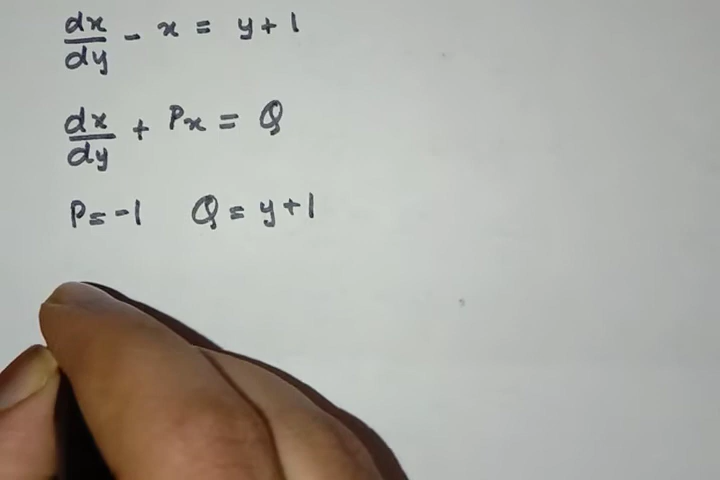 dx/dy - x = y+1
dx/dy + Px = Q
P=-1 Q=y+1